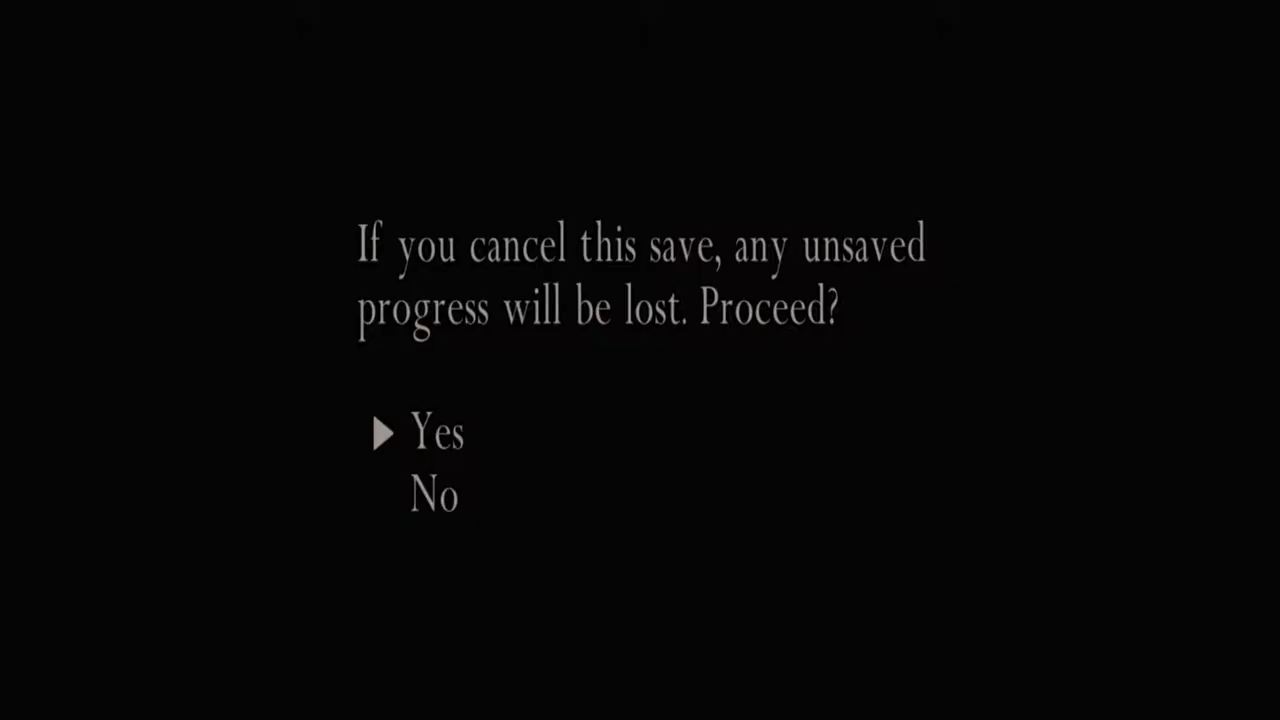 If you cancel this save, any unsaved
progress will be lost. Proceed?
Yes
No